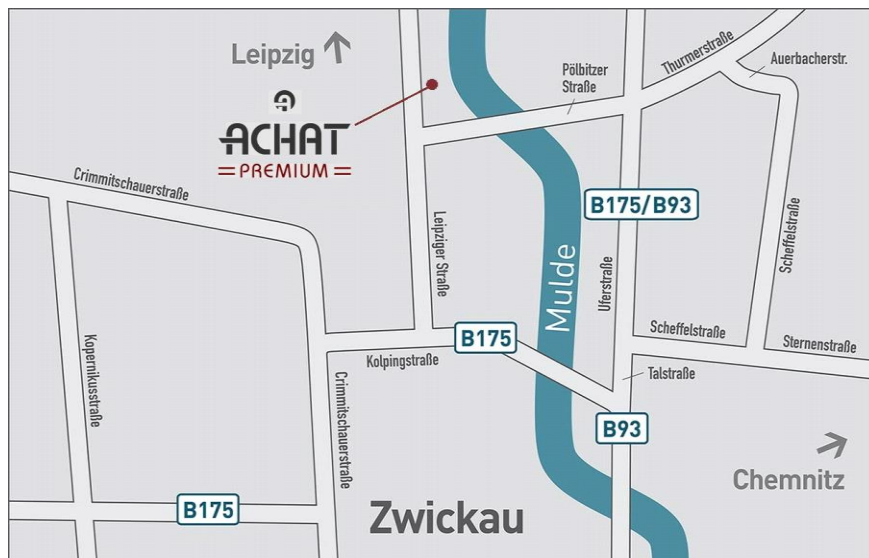 Leipzig
ACHAT
PREMIUM
Pölbitzer
Straße
Thurmerstraße
Auerbacherstr.
Crimmitschauerstraße
Leipziger Straße
B175/B93
Mulde
Uferstraße
Scheffelstraße
Kopernikusstraße
Kolpingstraße
B175
Crimmitschauerstraße
Scheffelstraße
Sternenstraße
Talstraße
B93
B175
Zwickau
Chemnitz